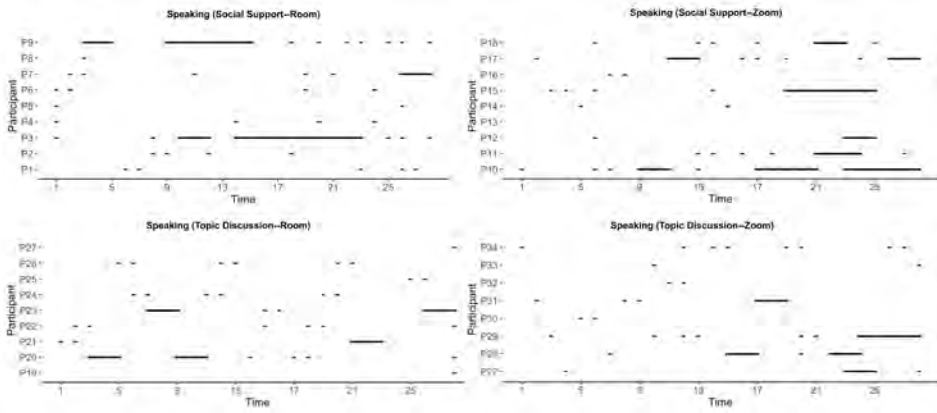 Speaking (Social Support--Room)
Participant
P9
P8
P7
P6
P5
P4
P3
P2
P1
1 5 9 13 17 21 25
Time
Speaking (Social Support--Zoom)
Participant
P18
P17
P16
P15
P14
P12
P11
P10
1 5 9 13 17 21 25
Time
Speaking (Topic Discussion--Room)
Participant
P27
P26
P25
P24
P23
P22
P21
P20
P19
1 5 9 13 17 21 25
Time
Speaking (Topic Discussion--Zoom)
Participant
P34
P33
P32
P31
P30
P29
P28
P27
1 5 9 13 17 21 25
Time